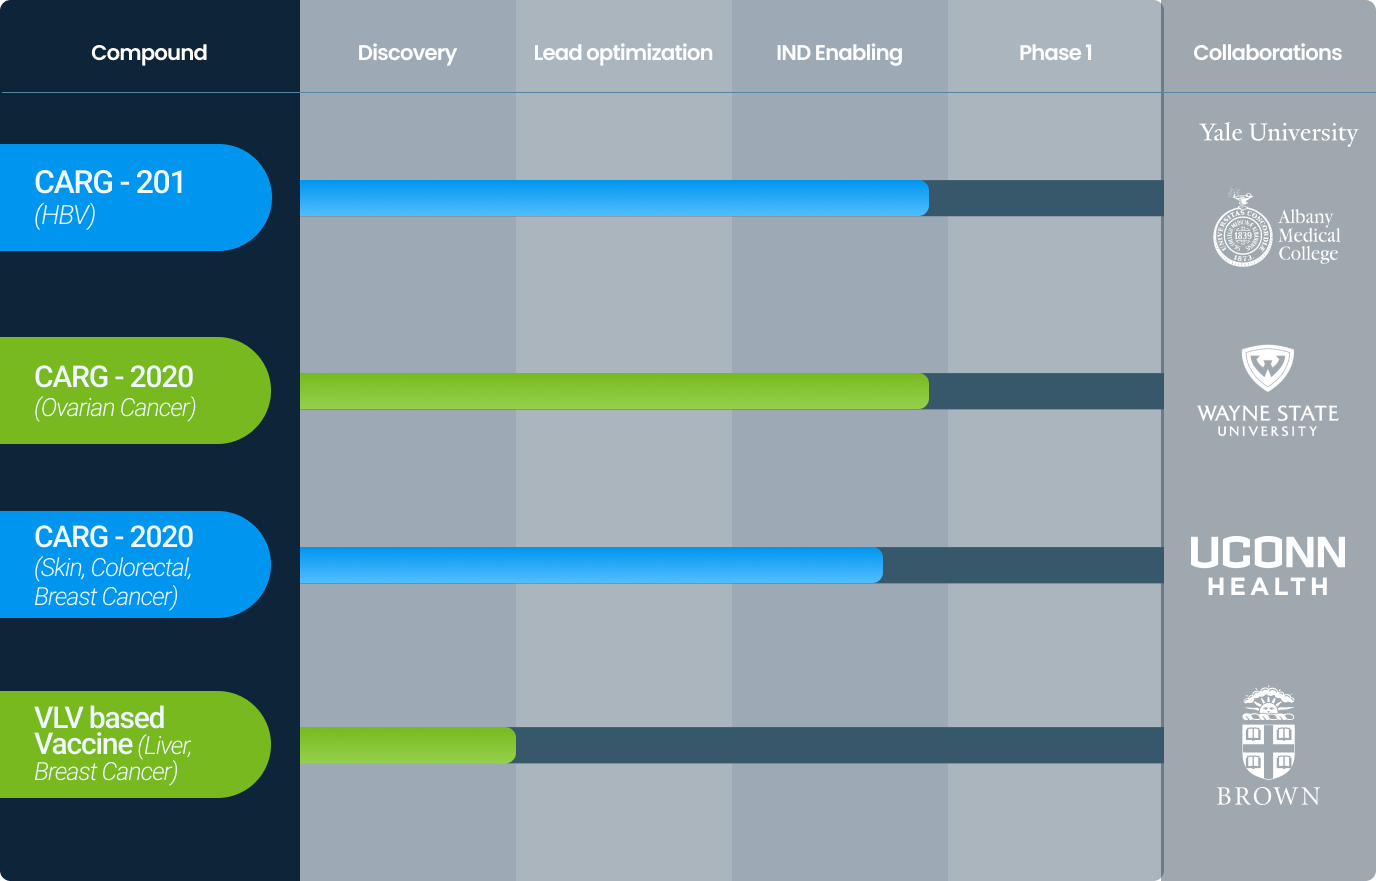 Compound
Discovery
Lead optimization
IND Enabling
Phase 1
Collaborations
CARG - 201
(HBV)
Yale University
Albany
Medical
College
1839
1873
CARG - 2020
(Ovarian Cancer)
WAYNE STATE
UNIVERSITY
CARG - 2020
(Skin, Colorectal,
Breast Cancer)
UCONN
HEALTH
VLV based
Vaccine (Liver,
Breast Cancer)
BROWN